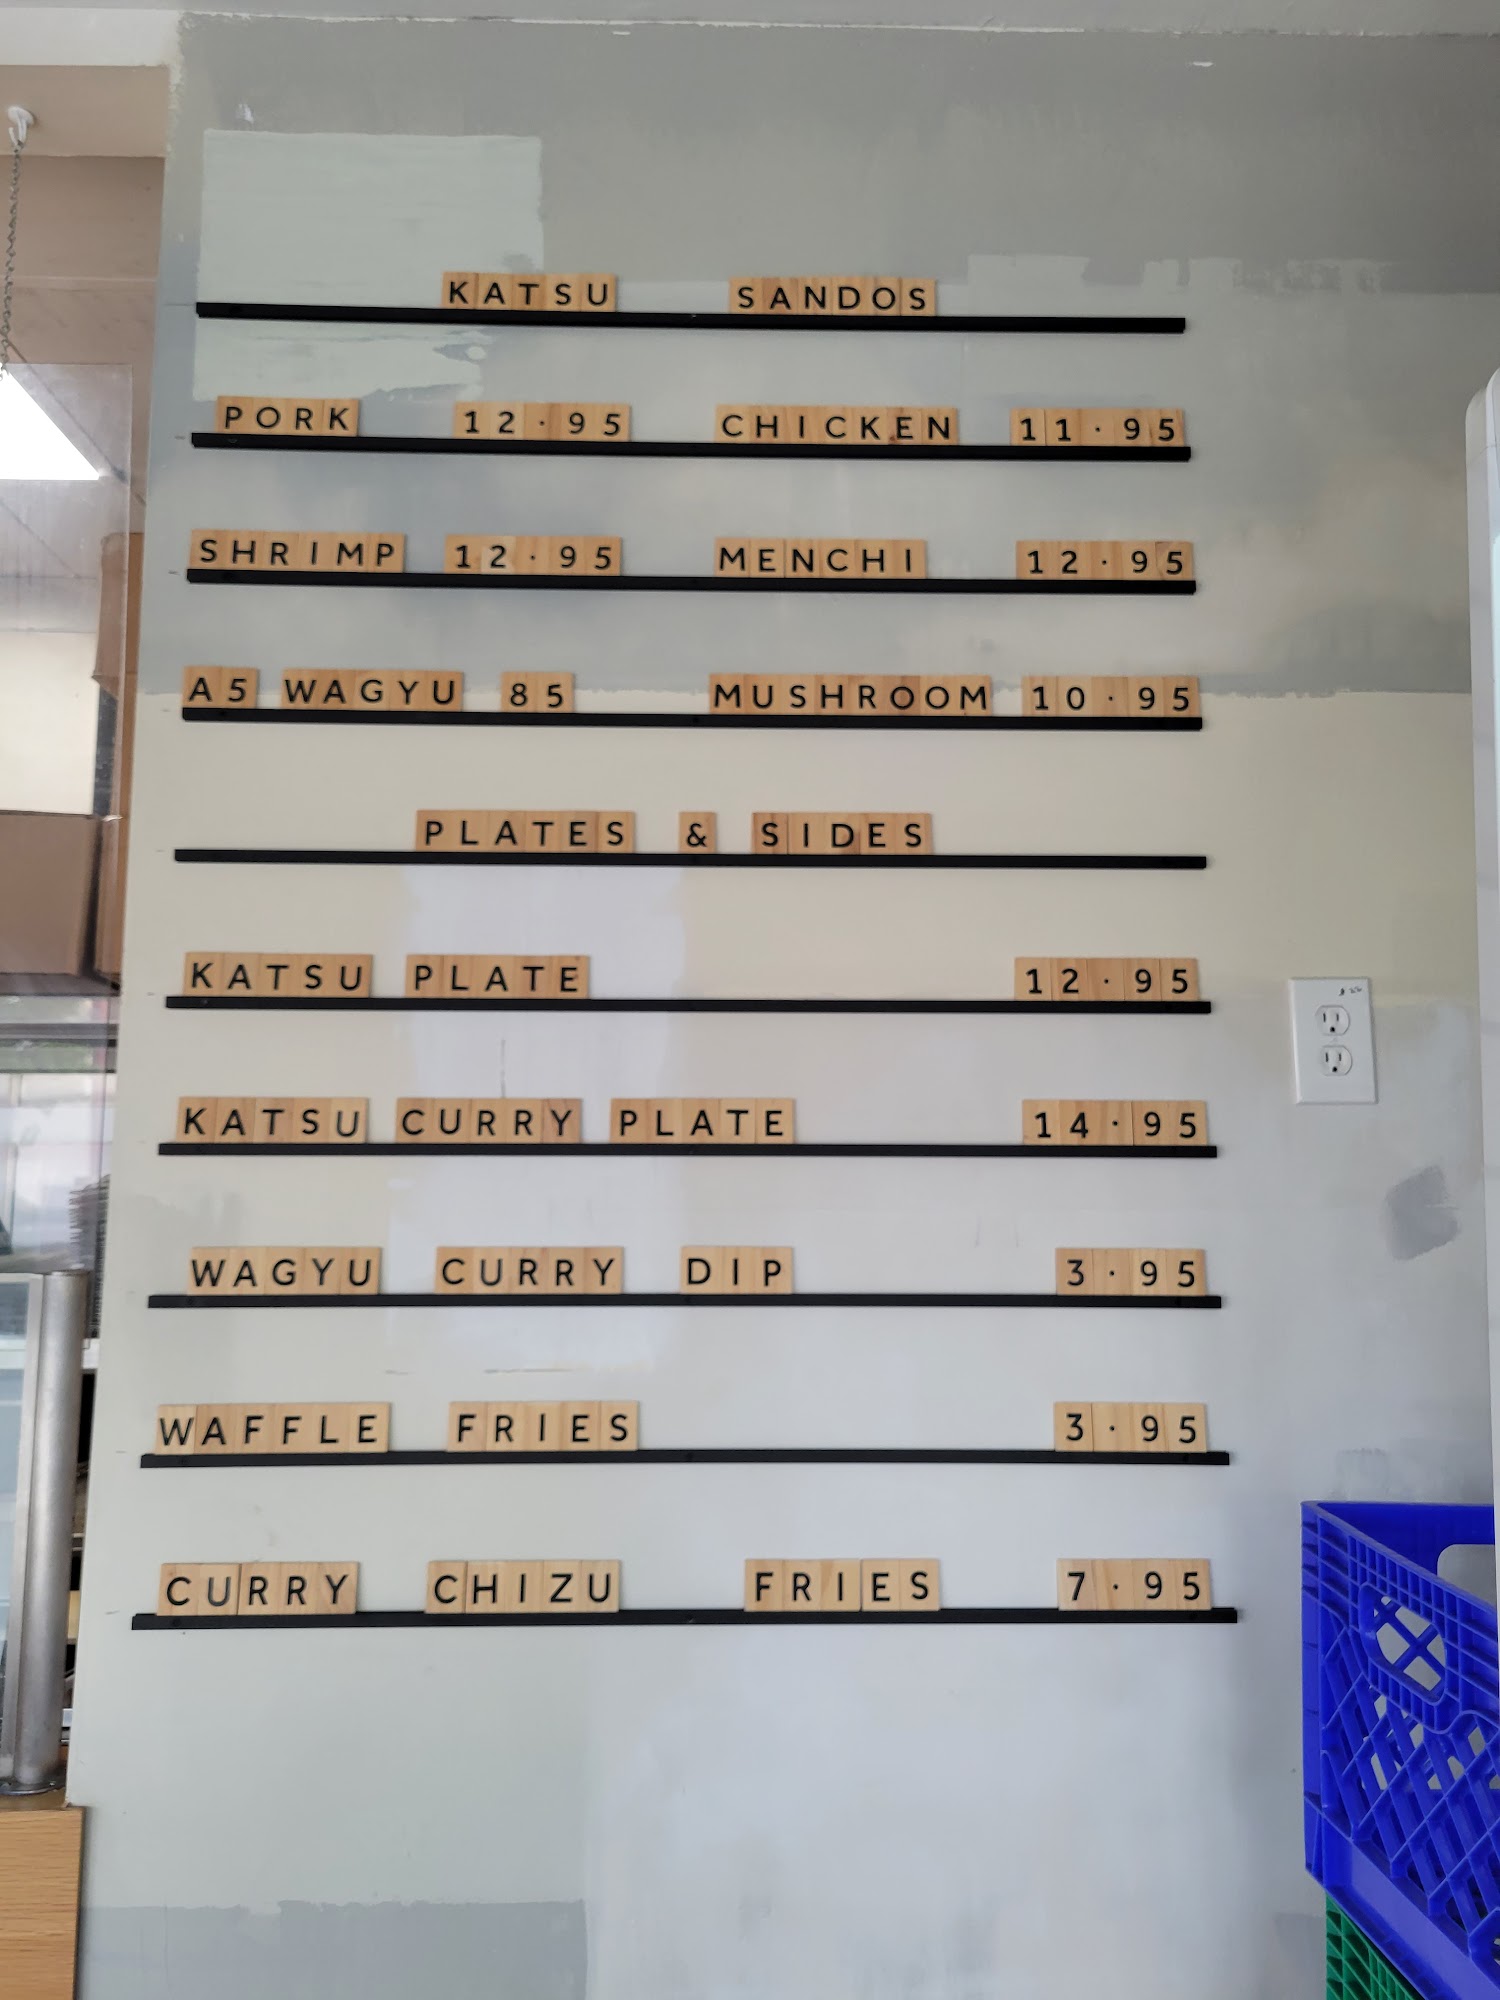 KATSU SANDOS
PORK 12·95 CHICKEN 11·95
SHRIMP 12·95 MENCHI 12·95
A5 WAGYU 85 MUSHROOM 10·95
PLATES & SIDES
KATSU PLATE 12·95
KATSU CURRY PLATE 14·95
WAGYU CURRY DIP 3·95
WAFFLE FRIES 3·95
CURRY CHIZU FRIES 7·95